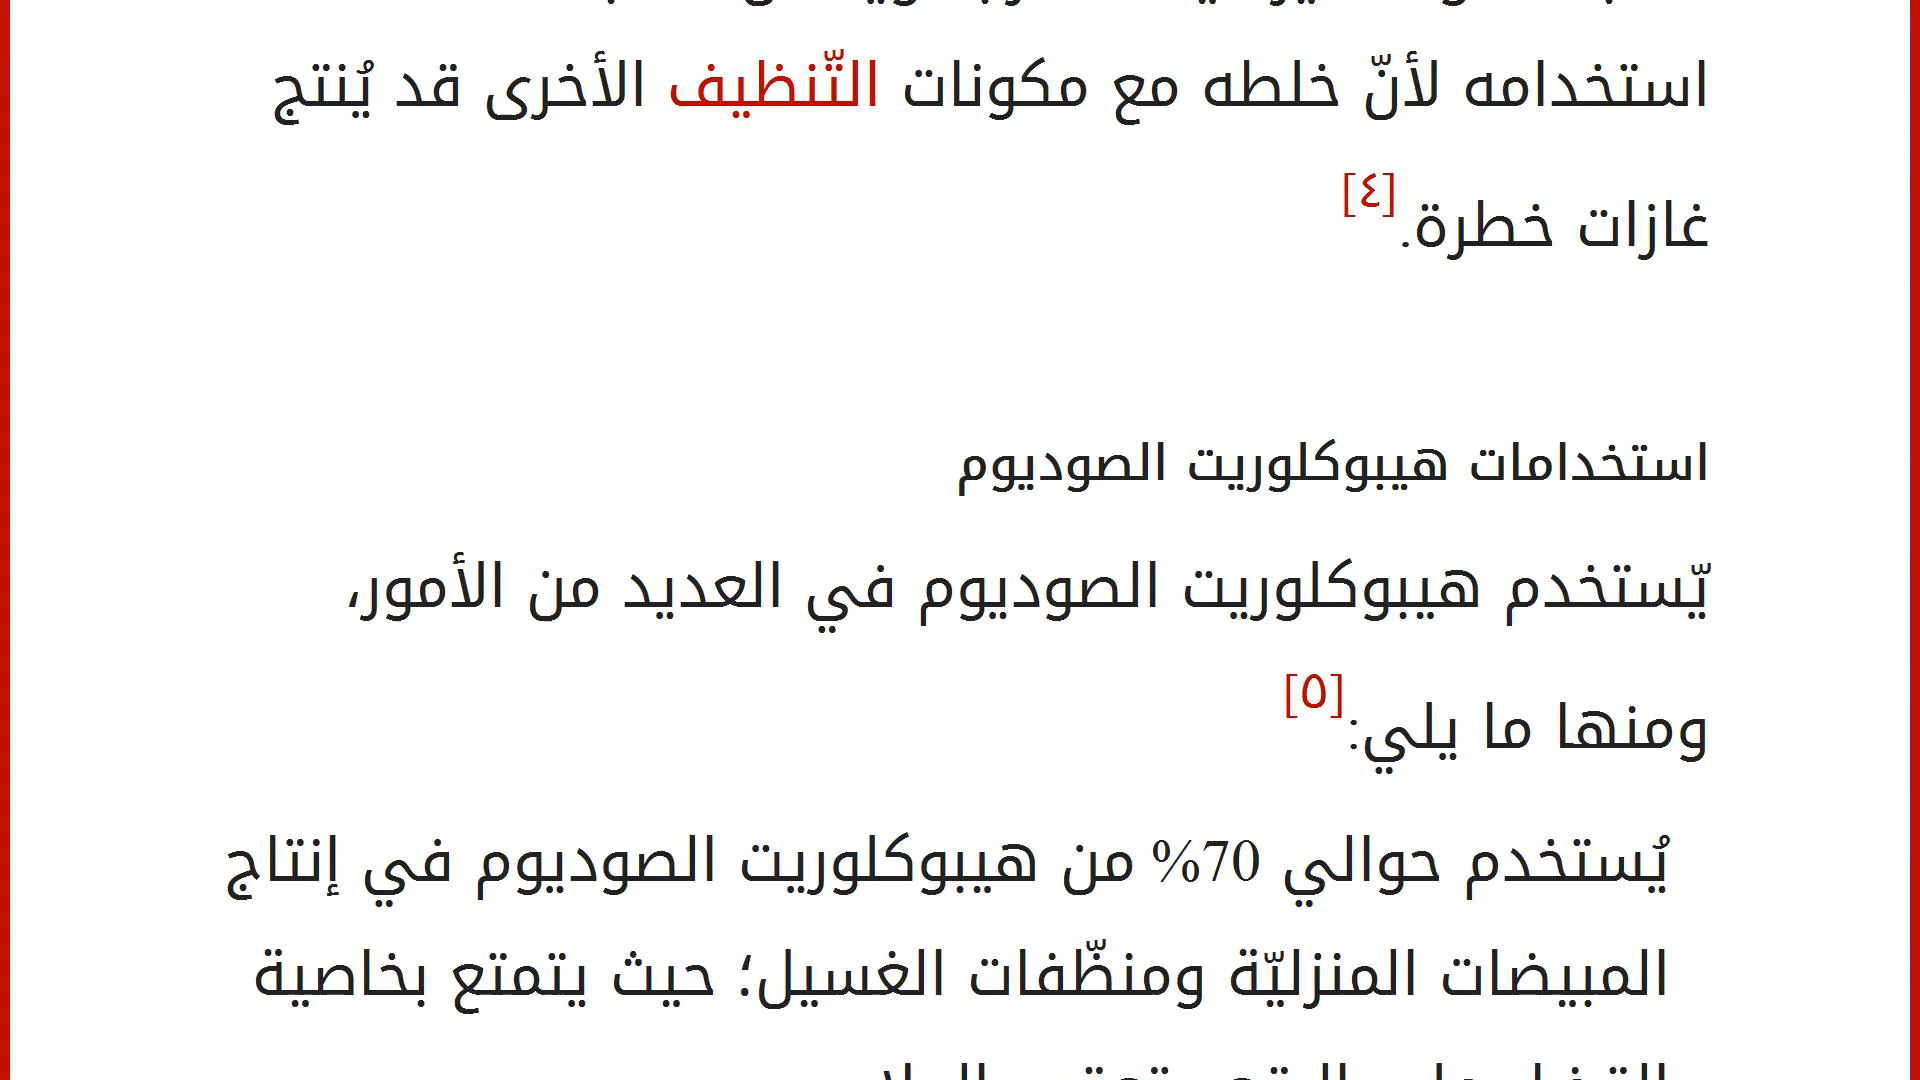 استخدامه لأنّ خلطه مع مكونات التّنظيف الأخرى قد يُنتج
غازات خطرة.[٤]
استخدامات هيبوكلوريت الصوديوم
يّستخدم هيبوكلوريت الصوديوم في العديد من الأمور،
ومنها ما يلي:[٥]
يُستخدم حوالي 70% من هيبوكلوريت الصوديوم في إنتاج
المبيضات المنزليّة ومنظّفات الغسيل؛ حيث يتمتع بخاصية